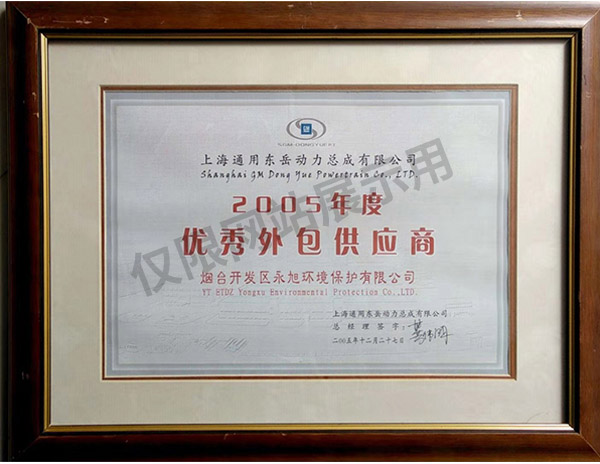 SGM-DONG YUE PT
上海通用东岳动力总成有限公司
Shanghai GM Dong Yue Powertrain Co., LTD.
2005年度
优秀外包供应商
烟台开发区永旭环境保护有限公司
YT ETDZ Yongxu Environmental Protection Co.,LTD.
上海通用东岳动力总成有限公司
总经理签字:
二00五年十二月二十七日
仅限网站展示用